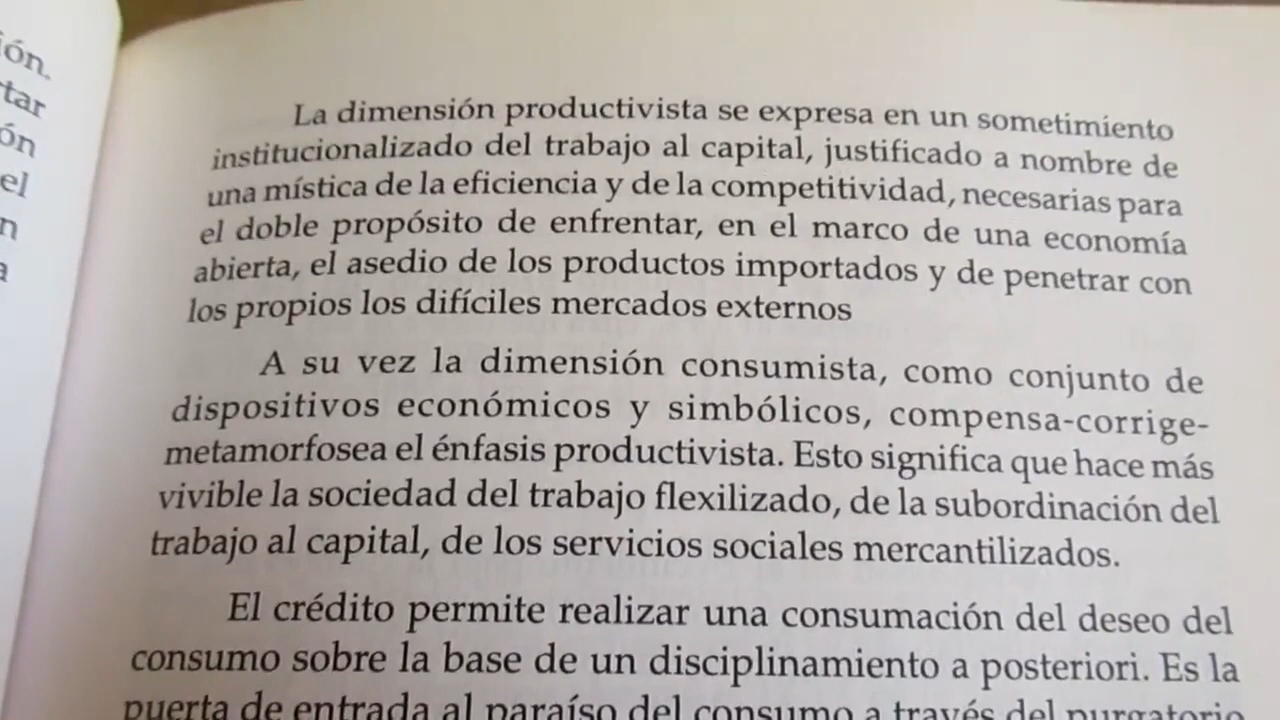 ión.
tar
ón
el
n
a
La dimensión productivista se expresa en un sometimiento
institucionalizado del trabajo al capital, justificado a nombre de
una mística de la eficiencia y de la competitividad, necesarias para
el doble propósito de enfrentar, en el marco de una economía
abierta, el asedio de los productos importados y de penetrar con
los propios los difíciles mercados externos
A su vez la dimensión consumista, como conjunto de
dispositivos económicos y simbólicos, compensa-corrige-
metamorfosea el énfasis productivista. Esto significa que hace más
vivible la sociedad del trabajo flexilizado, de la subordinación del
trabajo al capital, de los servicios sociales mercantilizados.
El crédito permite realizar una consumación del deseo del
consumo sobre la base de un disciplinamiento a posteriori. Es la
puerta de entrada al paraíso del consumo a través del purgatorio